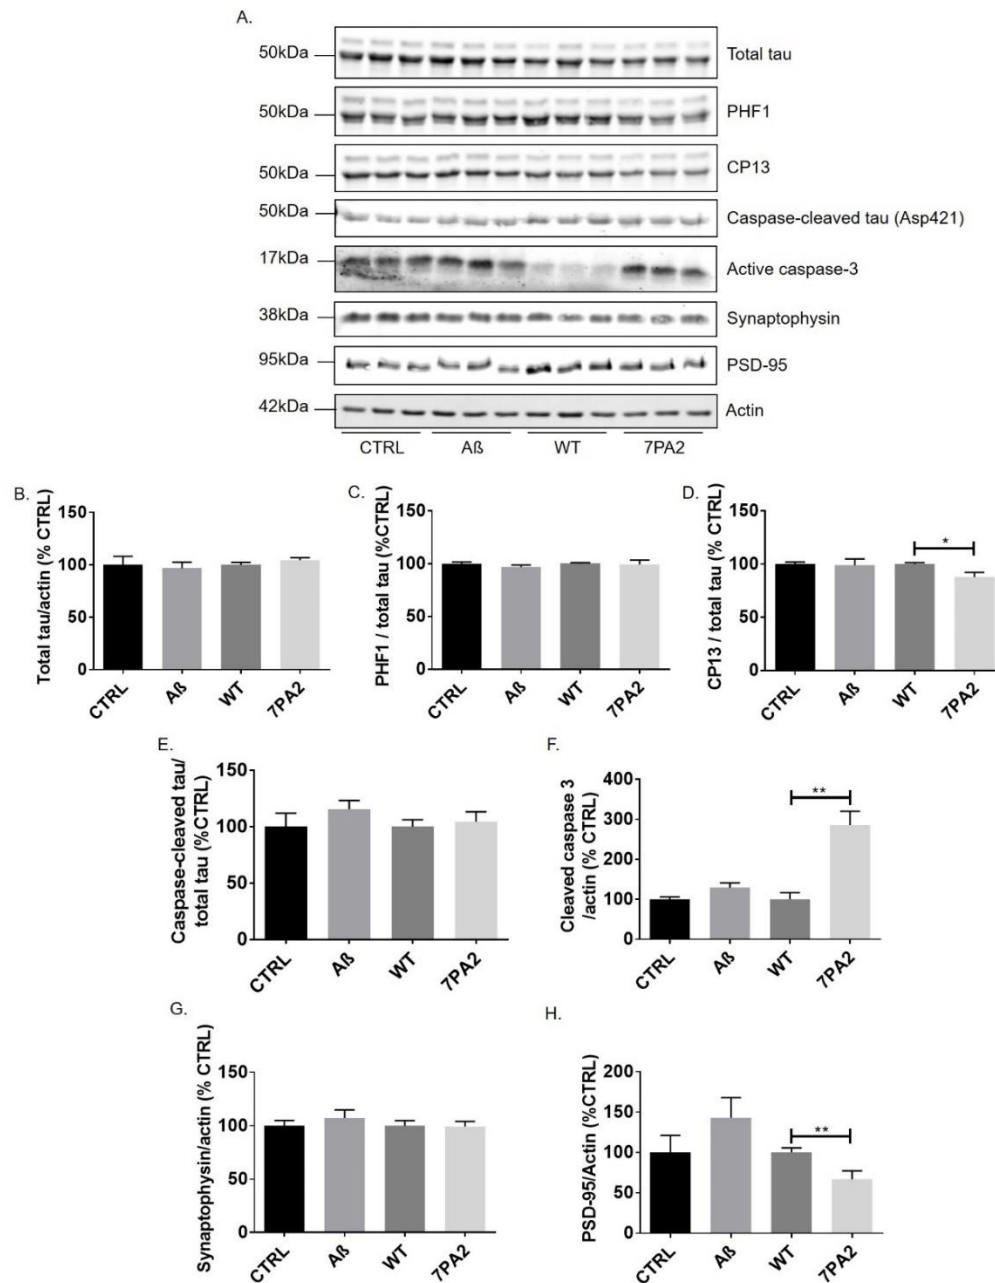 A.
50kDa
Total tau
50kDa
PHF1
50kDa
CP13
50kDa
Caspase-cleaved tau (Asp421)
17kDa
Active caspase-3
38kDa
Synaptophysin
95kDa
PSD-95
42kDa
Actin
CTRL Aß WT 7PA2
B.
Total tau/actin (% CTRL)
150
100
50
0
CTRL Aß WT 7PA2
C.
PHF1 / total tau (%CTRL)
150
100
50
0
CTRL Aß WT 7PA2
D.
CP13 / total tau (% CTRL)
150
100
50
0
*
CTRL Aß WT 7PA2
E.
Caspase-cleaved tau/
total tau (%CTRL)
150
100
50
0
CTRL Aß WT 7PA2
F.
Cleaved caspase 3
/actin (% CTRL)
400
300
200
100
0
**
CTRL Aß WT 7PA2
G.
Synaptophysin/actin (% CTRL)
150
100
50
0
CTRL Aß WT 7PA2
H.
PSD-95/Actin (%CTRL)
200
150
100
50
0
**
CTRL Aß WT 7PA2